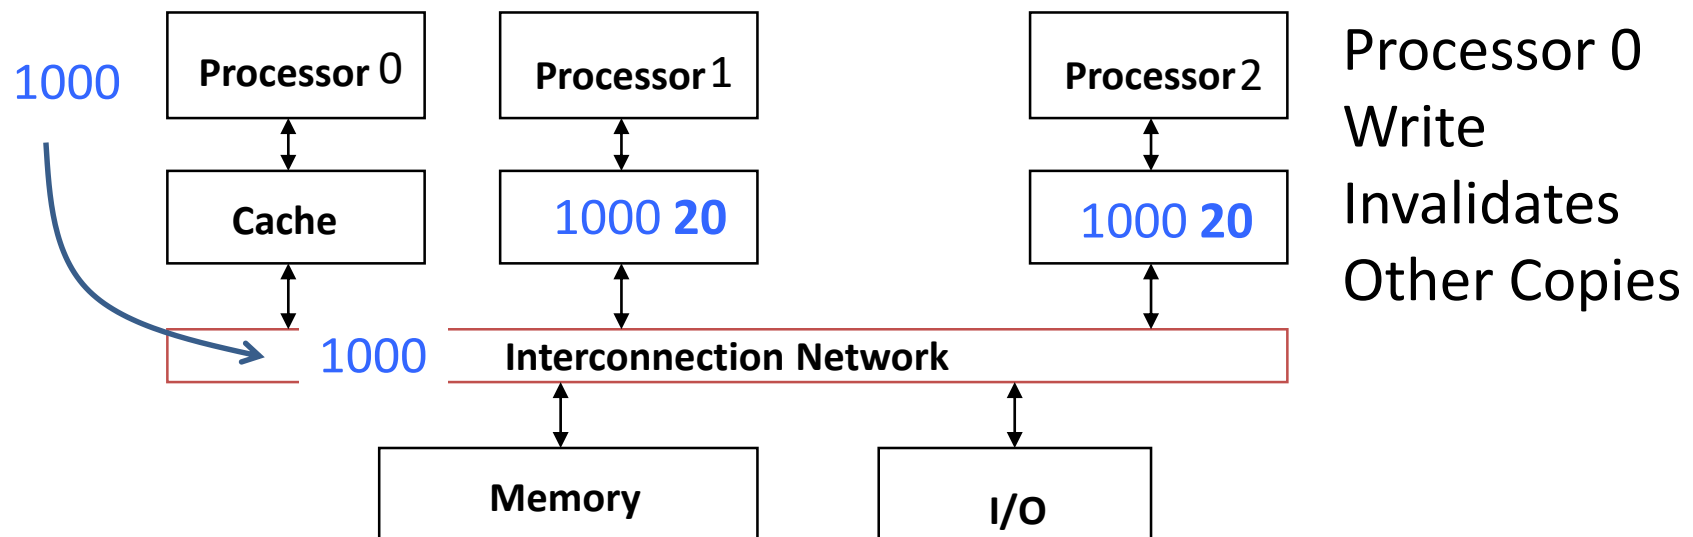 1000
Processor 0
Processor 1
Processor 2
Cache
1000 20
1000 20
1000
Interconnection Network
Memory
I/O
Processor 0
Write
Invalidates
Other Copies